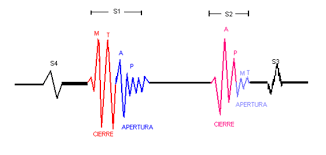 S1
S2
A
M T
A
P
P
S4
M T
S3
APERTURA
CIERRE
APERTURA
CIERRE